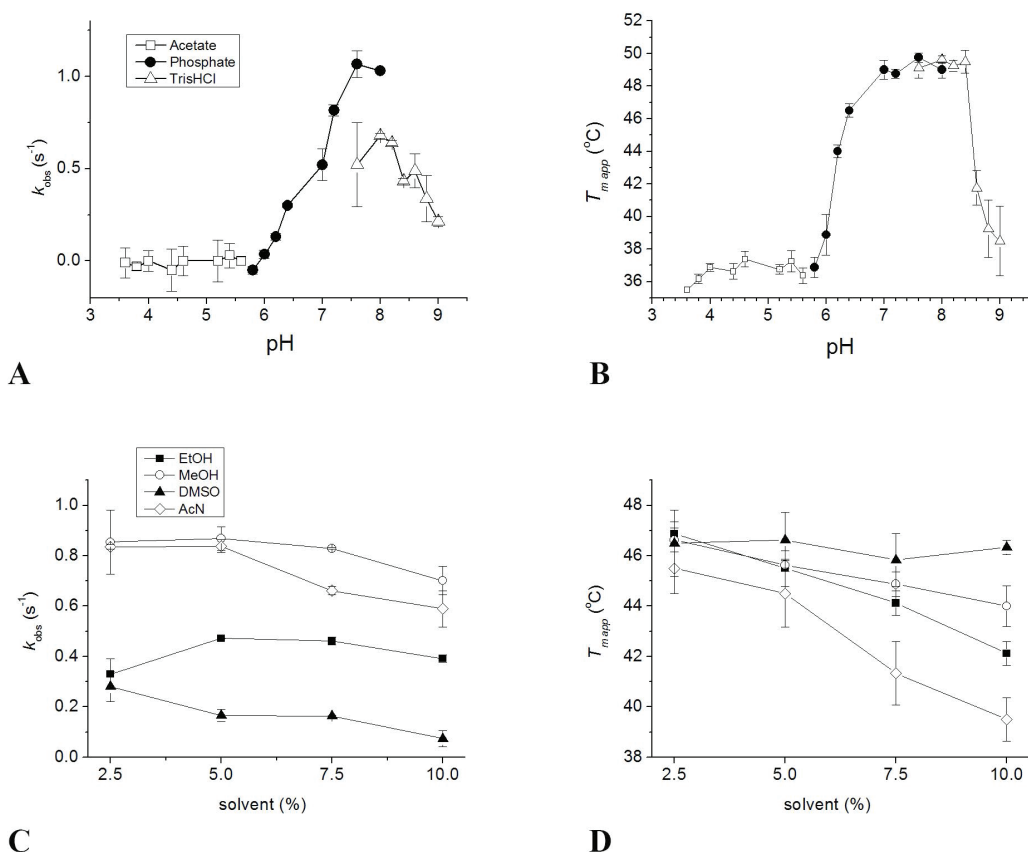 Acetate
Phosphate
TrisHCl
1.0
0.5
0.0
k obs (s-1)
3 4 5 6 7 8 9
pH
A
52
50
48
46
44
42
40
38
36
T m app (oC)
3 4 5 6 7 8 9
pH
B
EtOH
MeOH
DMSO
AcN
1.0
0.8
0.6
0.4
0.2
0.0
k obs (s-1)
2.5 5.0 7.5 10.0
solvent (%)
C
48
46
44
42
40
38
T m app (oC)
2.5 5.0 7.5 10.0
solvent (%)
D